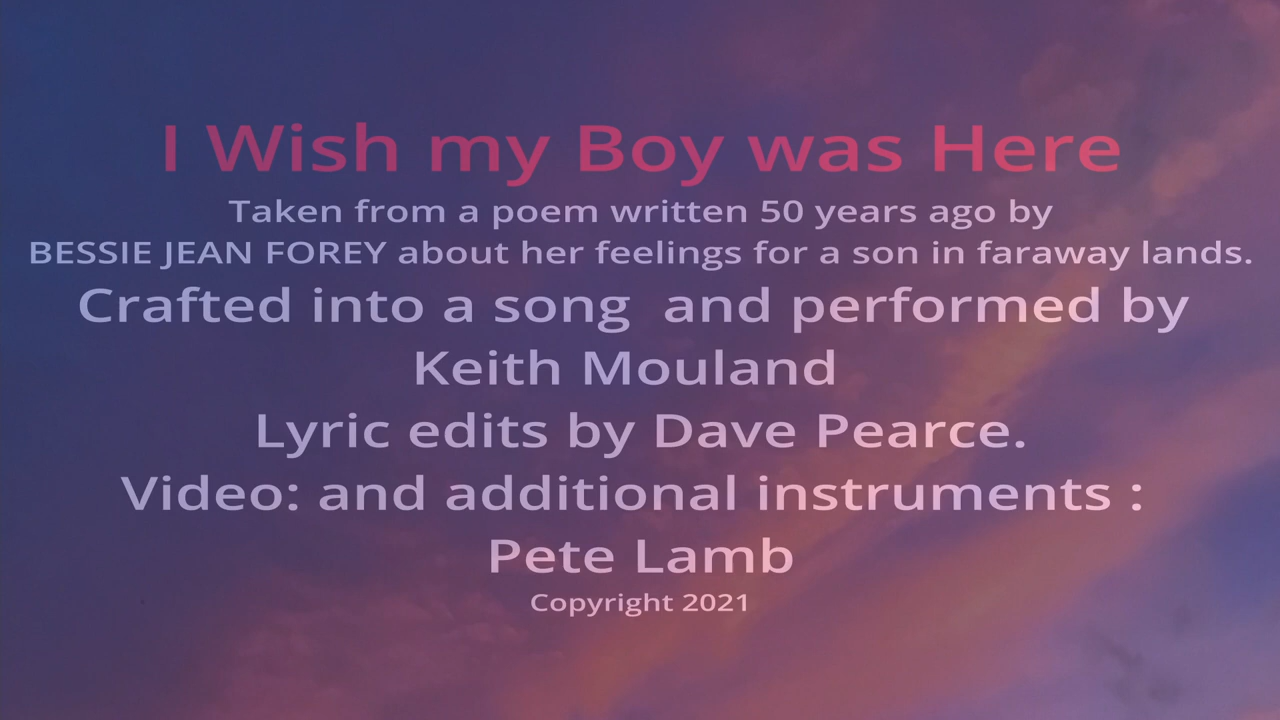 I Wish my Boy was Here
Taken from a poem written 50 years ago by
BESSIE JEAN FOREY about her feelings for a son in faraway lands.
Crafted into a song  and performed by
Keith Mouland
Lyric edits by Dave Pearce.
Video: and additional instruments :
Pete Lamb
Copyright 2021